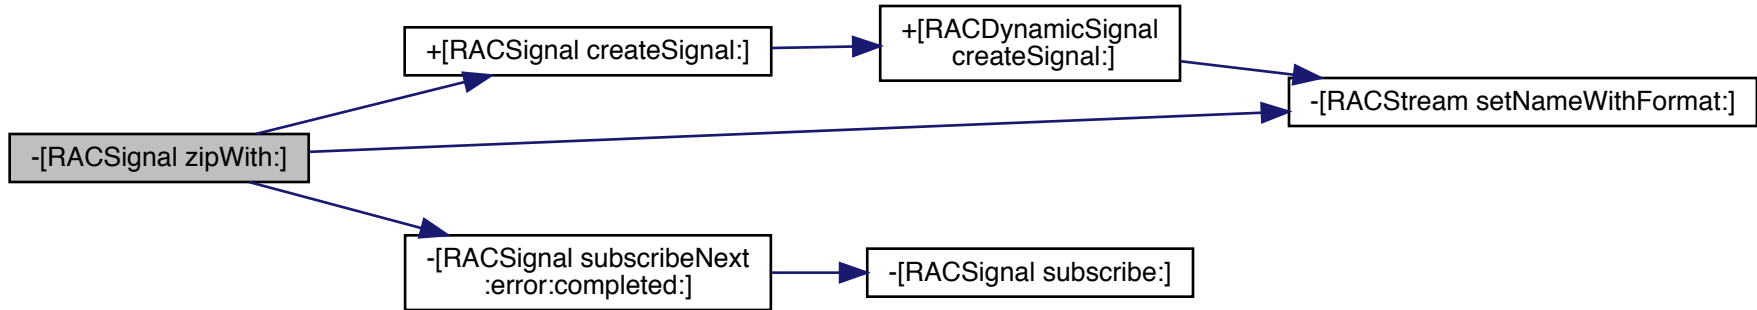 -[RACSignal zipWith:]
+[RACSignal createSignal:]
+[RACDynamicSignal
createSignal:]
-[RACStream setNameWithFormat:]
-[RACSignal subscribeNext
:error:completed:]
-[RACSignal subscribe:]